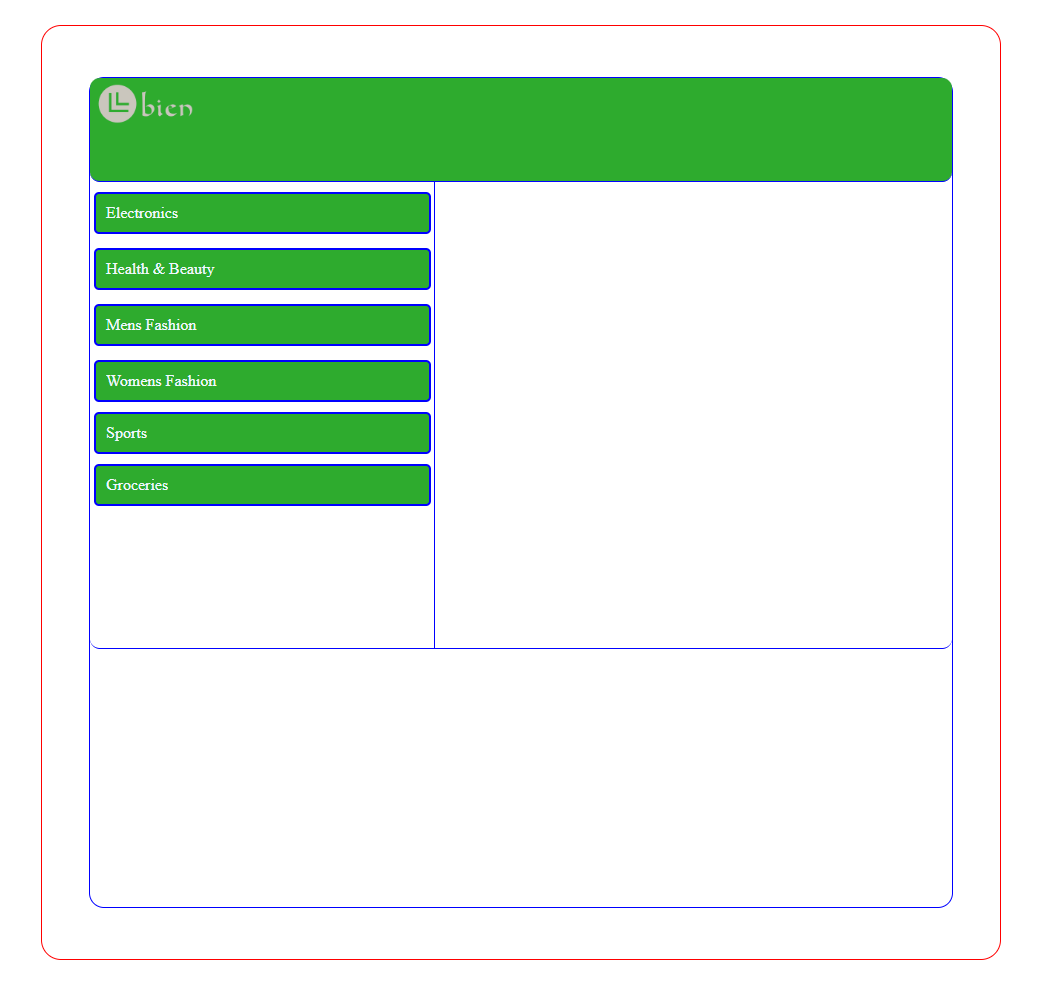 bien
Electronics
Health & Beauty
Mens Fashion
Womens Fashion
Sports
Groceries